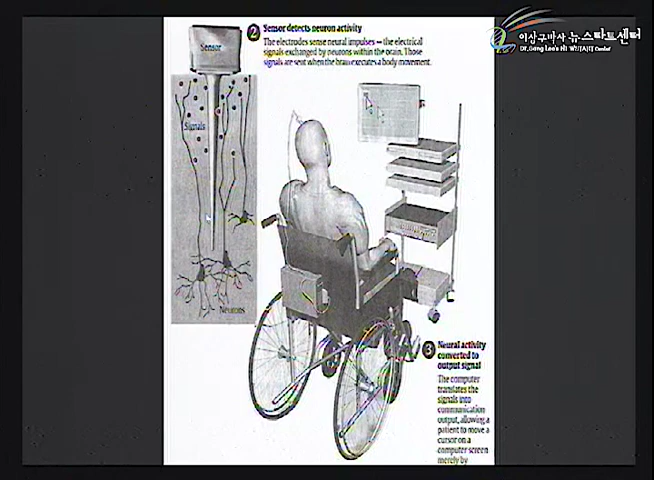 이상구박사 뉴스타트센터
2 Sensor detects neuron activity
The electrodes sense neural impulses — the electrical
signals exchanged by neurons within the brain. Those
signals are sent when the brain executes a body movement.
Sensor
Signals
Neurons
3 Neural activity
converted to
output signal
The computer
translates the
signals into
communication
output, allowing a
patient to move a
cursor on a
computer screen
merely by